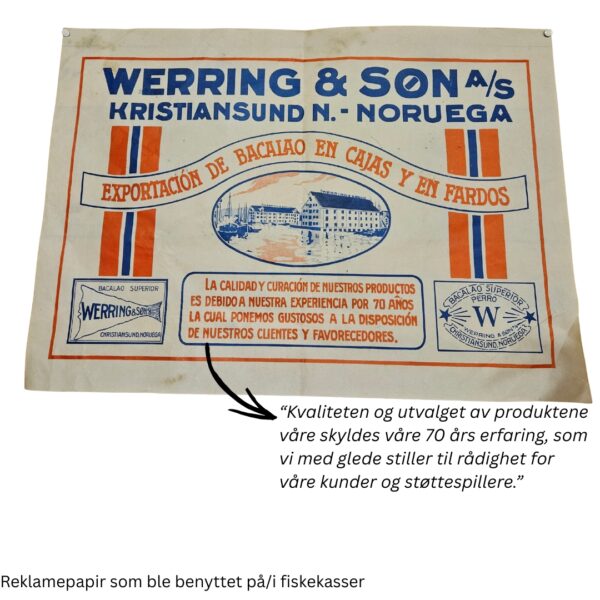 WERRING & SØN A/S
KRISTIANSUND N. - NORUEGA
EXPORTACIÓN DE BACALAO EN CAJAS Y EN FARDOS
LA CALIDAD Y CURACIÓN DE NUESTROS PRODUCTOS
ES DEBIDO A NUESTRA EXPERIENCIA POR 70 AÑOS
LA CUAL PONEMOS GUSTOSOS A LA DISPOSICIÓN
DE NUESTROS CLIENTES Y FAVORECEDORES.
BACALAO SUPERIOR
WERRING & SØN A/S
CHRISTIANSUND, NORUEGA
BACALAO SUPERIOR
PERRO
W
WERRING & SØN A/S
CHRISTIANSUND, NORUEGA
“Kvaliteten og utvalget av produktene
våre skyldes våre 70 års erfaring, som
vi med glede stiller til rådighet for
våre kunder og støttespillere.”
Reklamepapir som ble benyttet på/i fiskekasser